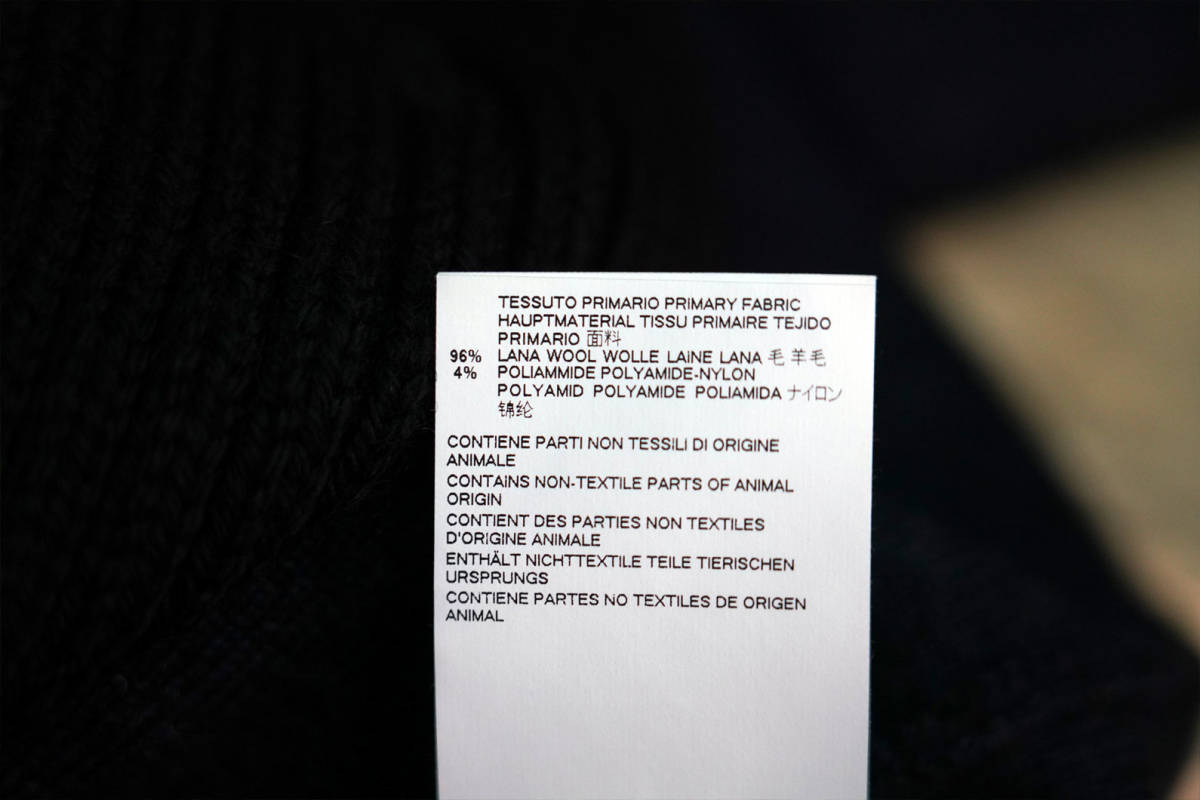 TESSUTO PRIMARIO PRIMARY FABRIC
HAUPTMATERIAL TISSU PRIMAIRE TEJIDO
PRIMARIO 面料
96% LANA WOOL WOLLE LAINE LANA 毛 羊毛
4% POLIAMMIDE POLYAMIDE-NYLON
POLYAMID POLYAMIDE POLIAMIDA ナイロン
锦纶
CONTIENE PARTI NON TESSILI DI ORIGINE
ANIMALE
CONTAINS NON-TEXTILE PARTS OF ANIMAL
ORIGIN
CONTIENT DES PARTIES NON TEXTILES
D'ORIGINE ANIMALE
ENTHÄLT NICHTTEXTILE TEILE TIERISCHEN
URSPRUNGS
CONTIENE PARTES NO TEXTILES DE ORIGEN
ANIMAL